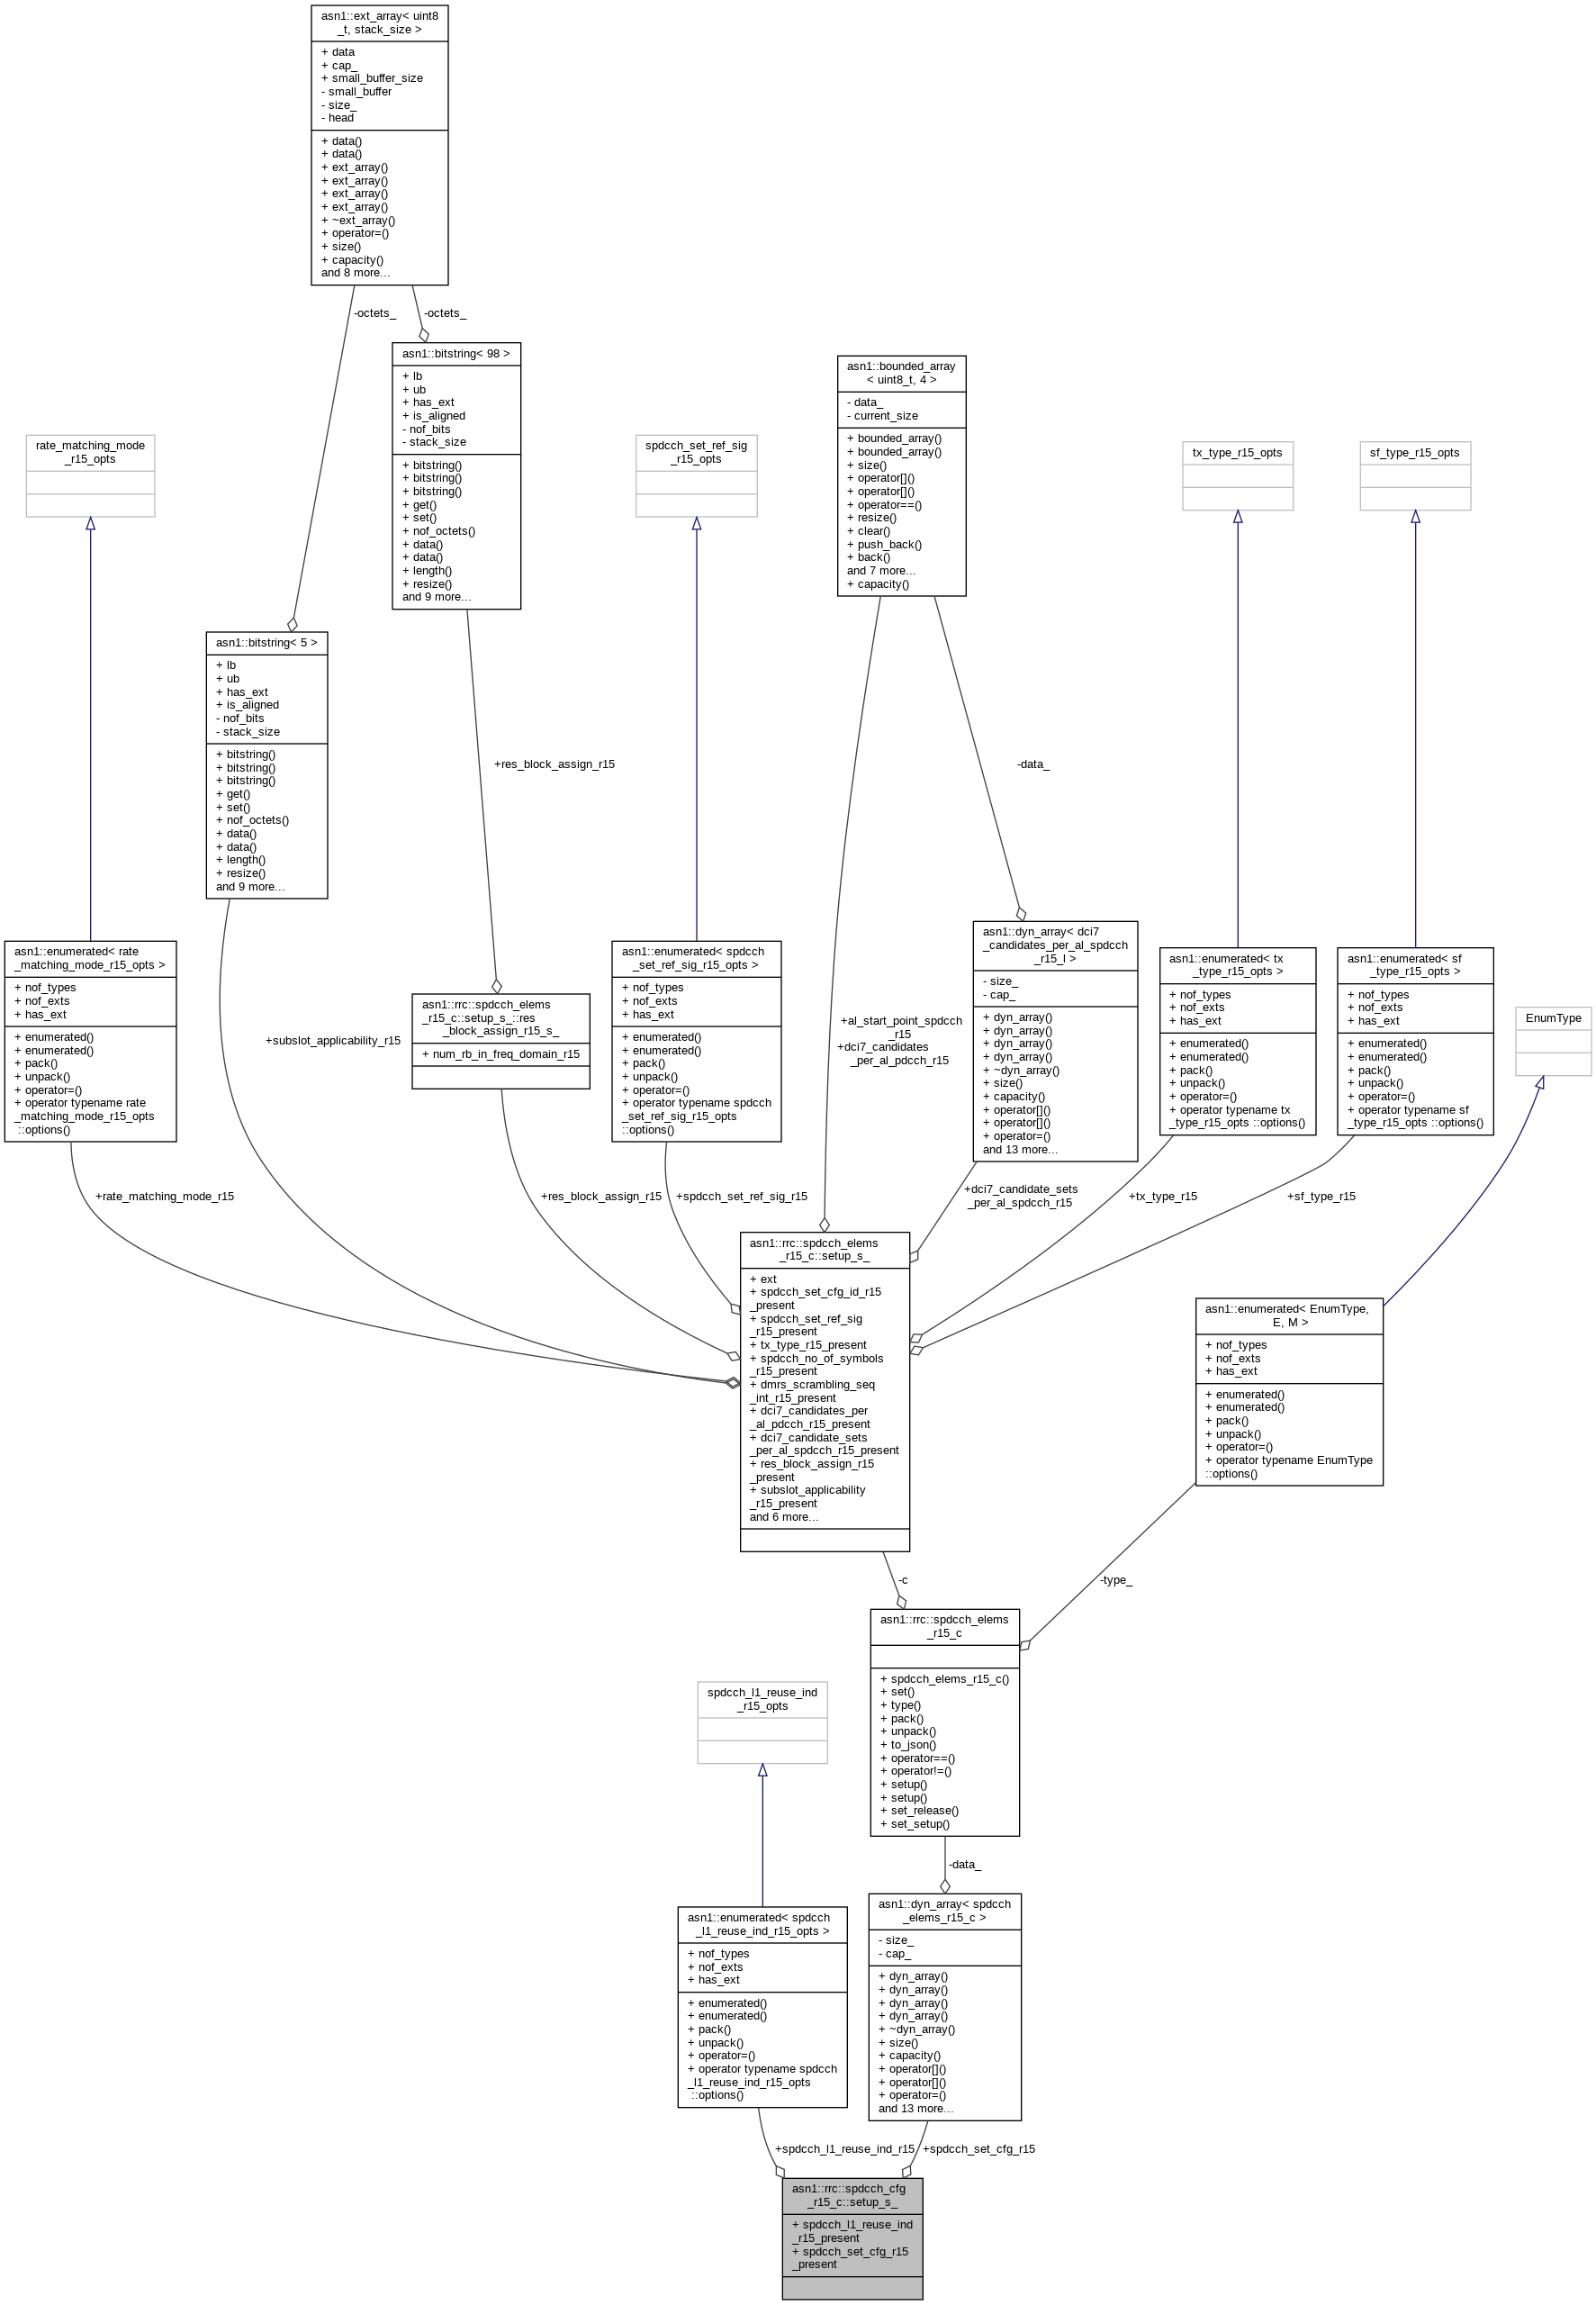 asn1::ext_array< uint8
_t, stack_size >
+ data
+ cap_
+ small_buffer_size
- small_buffer
- size_
- head
+ data()
+ data()
+ ext_array()
+ ext_array()
+ ext_array()
+ ext_array()
+ ~ext_array()
+ operator=()
+ size()
+ capacity()
and 8 more...
-octets_
-octets_
asn1::bitstring< 98 >
+ lb
+ ub
+ has_ext
+ is_aligned
- nof_bits
- stack_size
+ bitstring()
+ bitstring()
+ bitstring()
+ get()
+ set()
+ nof_octets()
+ data()
+ data()
+ length()
+ resize()
and 9 more...
asn1::bounded_array
< uint8_t, 4 >
- data_
- current_size
+ bounded_array()
+ bounded_array()
+ size()
+ operator[]()
+ operator[]()
+ operator==()
+ resize()
+ clear()
+ push_back()
+ back()
and 7 more...
+ capacity()
rate_matching_mode
_r15_opts
spdcch_set_ref_sig
_r15_opts
tx_type_r15_opts
sf_type_r15_opts
asn1::bitstring< 5 >
+ lb
+ ub
+ has_ext
+ is_aligned
- nof_bits
- stack_size
+ bitstring()
+ bitstring()
+ bitstring()
+ get()
+ set()
+ nof_octets()
+ data()
+ data()
+ length()
+ resize()
and 9 more...
+res_block_assign_r15
-data_
asn1::enumerated< rate
_matching_mode_r15_opts >
+ nof_types
+ nof_exts
+ has_ext
+ enumerated()
+ enumerated()
+ pack()
+ unpack()
+ operator=()
+ operator typename rate
_matching_mode_r15_opts
::options()
+subslot_applicability_r15
asn1::rrc::spdcch_elems
_r15_c::setup_s_::res
_block_assign_r15_s_
+ num_rb_in_freq_domain_r15
asn1::enumerated< spdcch
_set_ref_sig_r15_opts >
+ nof_types
+ nof_exts
+ has_ext
+ enumerated()
+ enumerated()
+ pack()
+ unpack()
+ operator=()
+ operator typename spdcch
_set_ref_sig_r15_opts
::options()
+al_start_point_spdcch
_r15
+dci7_candidates
_per_al_pdcch_r15
asn1::dyn_array< dci7
_candidates_per_al_spdcch
_r15_l >
- size_
- cap_
+ dyn_array()
+ dyn_array()
+ dyn_array()
+ dyn_array()
+ ~dyn_array()
+ size()
+ capacity()
+ operator[]()
+ operator[]()
+ operator=()
and 13 more...
asn1::enumerated< tx
_type_r15_opts >
+ nof_types
+ nof_exts
+ has_ext
+ enumerated()
+ enumerated()
+ pack()
+ unpack()
+ operator=()
+ operator typename tx
_type_r15_opts ::options()
asn1::enumerated< sf
_type_r15_opts >
+ nof_types
+ nof_exts
+ has_ext
+ enumerated()
+ enumerated()
+ pack()
+ unpack()
+ operator=()
+ operator typename sf
_type_r15_opts ::options()
EnumType
+rate_matching_mode_r15
+res_block_assign_r15
+spdcch_set_ref_sig_r15
+dci7_candidate_sets
_per_al_spdcch_r15
+tx_type_r15
+sf_type_r15
asn1::rrc::spdcch_elems
_r15_c::setup_s_
+ ext
+ spdcch_set_cfg_id_r15
_present
+ spdcch_set_ref_sig
_r15_present
+ tx_type_r15_present
+ spdcch_no_of_symbols
_r15_present
+ dmrs_scrambling_seq
_int_r15_present
+ dci7_candidates_per
_al_pdcch_r15_present
+ dci7_candidate_sets
_per_al_spdcch_r15_present
+ res_block_assign_r15
_present
+ subslot_applicability
_r15_present
and 6 more...
asn1::enumerated< EnumType,
E, M >
+ nof_types
+ nof_exts
+ has_ext
+ enumerated()
+ enumerated()
+ pack()
+ unpack()
+ operator=()
+ operator typename EnumType
::options()
-c
-type_
asn1::rrc::spdcch_elems
_r15_c
+ spdcch_elems_r15_c()
+ set()
+ type()
+ pack()
+ unpack()
+ to_json()
+ operator==()
+ operator!=()
+ setup()
+ setup()
+ set_release()
+ set_setup()
spdcch_l1_reuse_ind
_r15_opts
-data_
asn1::enumerated< spdcch
_l1_reuse_ind_r15_opts >
+ nof_types
+ nof_exts
+ has_ext
+ enumerated()
+ enumerated()
+ pack()
+ unpack()
+ operator=()
+ operator typename spdcch
_l1_reuse_ind_r15_opts
::options()
asn1::dyn_array< spdcch
_elems_r15_c >
- size_
- cap_
+ dyn_array()
+ dyn_array()
+ dyn_array()
+ dyn_array()
+ ~dyn_array()
+ size()
+ capacity()
+ operator[]()
+ operator[]()
+ operator=()
and 13 more...
+spdcch_l1_reuse_ind_r15
+spdcch_set_cfg_r15
asn1::rrc::spdcch_cfg
_r15_c::setup_s_
+ spdcch_l1_reuse_ind
_r15_present
+ spdcch_set_cfg_r15
_present